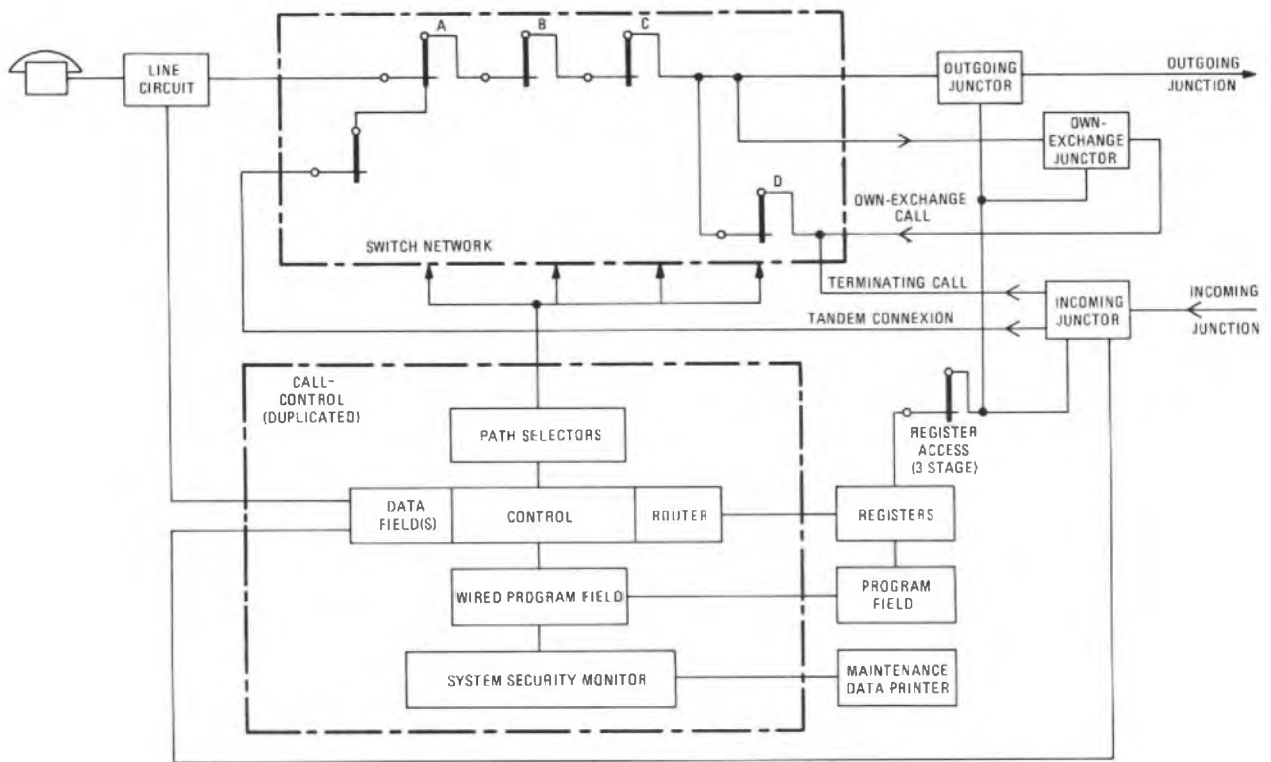 A
B
C
LINE
CIRCUIT
OUTGOING
JUNCTOR
OUTGOING
JUNCTION
OWN-
EXCHANGE
JUNCTOR
D
OWN-EXCHANGE
CALL
SWITCH NETWORK
TERMINATING CALL
TANDEM CONNEXION
INCOMING
JUNCTOR
INCOMING
JUNCTION
CALL-
CONTROL
(DUPLICATED)
PATH SELECTORS
REGISTER
ACCESS
(3 STAGE)
DATA
FIELD(S)
CONTROL
ROUTER
REGISTERS
WIRED PROGRAM FIELD
PROGRAM
FIELD
SYSTEM SECURITY MONITOR
MAINTENANCE
DATA PRINTER